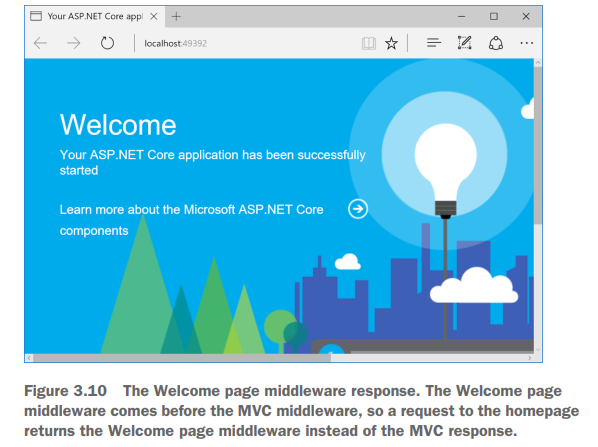 Your ASP.NET Core appl
localhost:49392
Welcome
Your ASP.NET Core application has been successfully
started
Learn more about the Microsoft ASP.NET Core
components
Figure 3.10 The Welcome page middleware response. The Welcome page
middleware comes before the MVC middleware, so a request to the homepage
returns the Welcome page middleware instead of the MVC response.